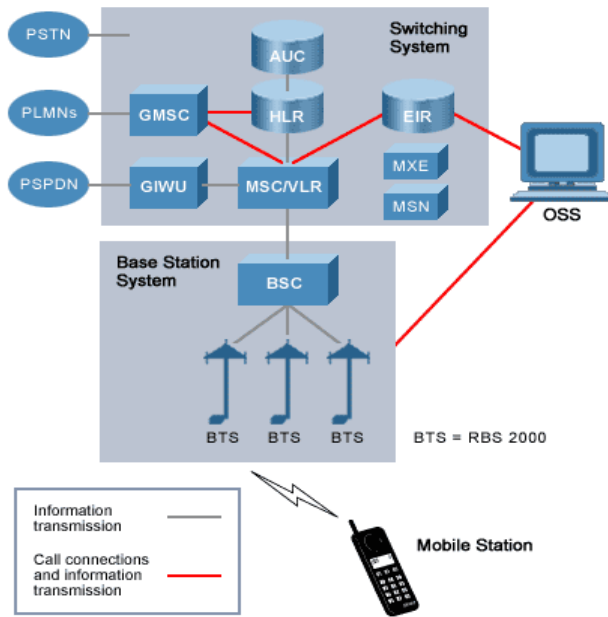 PSTN
Switching
System
AUC
PLMNs
GMSC
HLR
EIR
PSPDN
GIWU
MSC/VLR
MXE
MSN
OSS
Base Station
System
BSC
BTS
BTS
BTS
BTS = RBS 2000
Information
transmission
Call connections
and information
transmission
Mobile Station